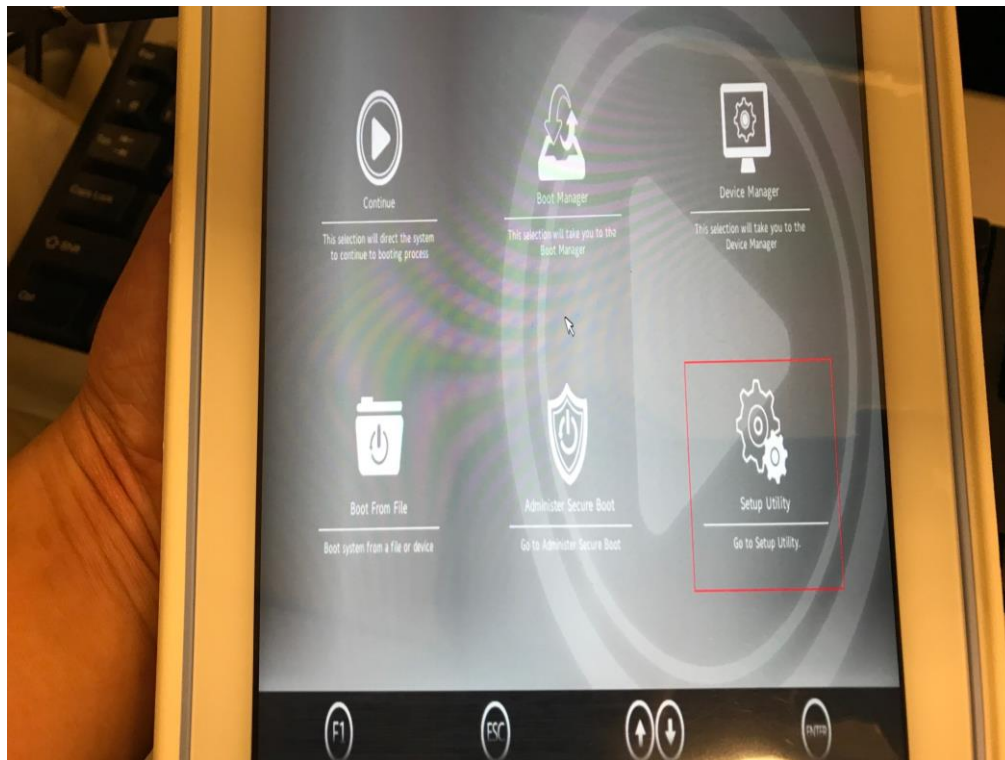 Continue
This selection will direct the system
to continue to booting process
Boot Manager
This selection will take you to the
Boot Manager
Device Manager
This selection will take you to the
Device Manager
Boot From File
Boot system from a file or device
Administer Secure Boot
Go to Administer Secure Boot
Setup Utility
Go to Setup Utility.
F1
ESC
ENTER
Caps Lock
Shift
Ctrl